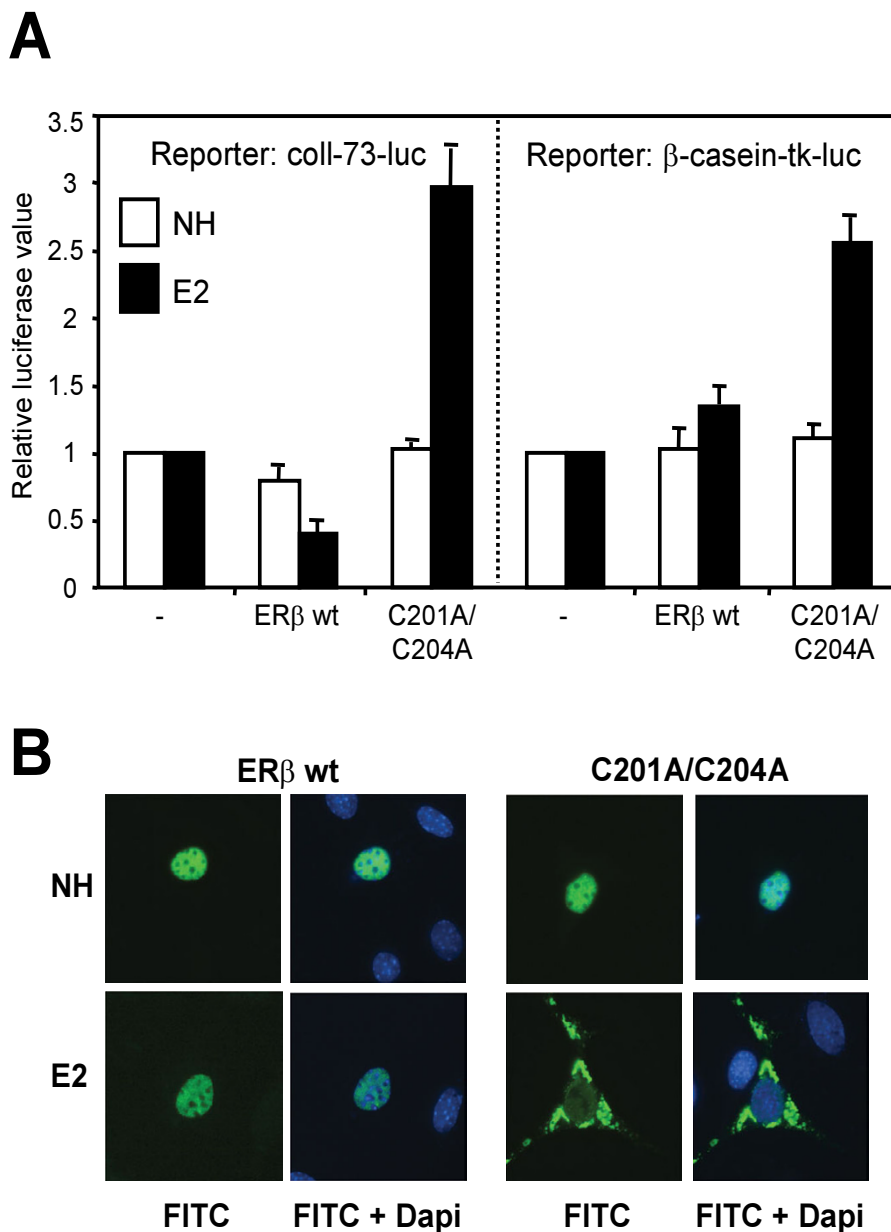 A
Relative luciferase value
3.5
3
2.5
2
1.5
1
0.5
0
Reporter: coll-73-luc
Reporter: β-casein-tk-luc
NH
E2
-
ERβ wt
C201A/
C204A
-
ERβ wt
C201A/
C204A
B
ERβ wt
C201A/C204A
NH
E2
FITC
FITC + Dapi
FITC
FITC + Dapi